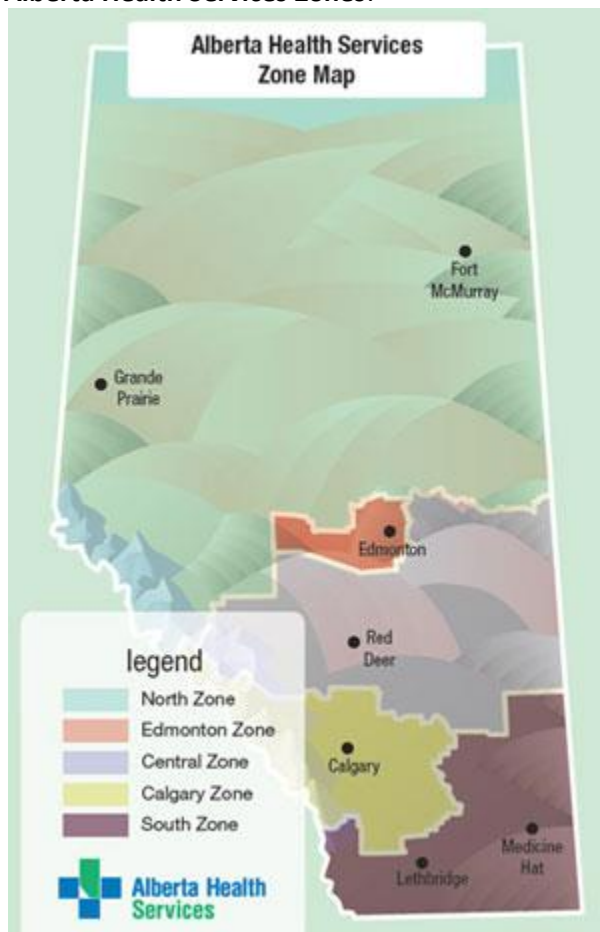 Alberta Health Services Zones:
Alberta Health Services
Zone Map
Fort
McMurray
Grande
Prairie
Edmonton
Red
Deer
Calgary
Medicine
Hat
Lethbridge
legend
North Zone
Edmonton Zone
Central Zone
Calgary Zone
South Zone
Alberta Health
Services